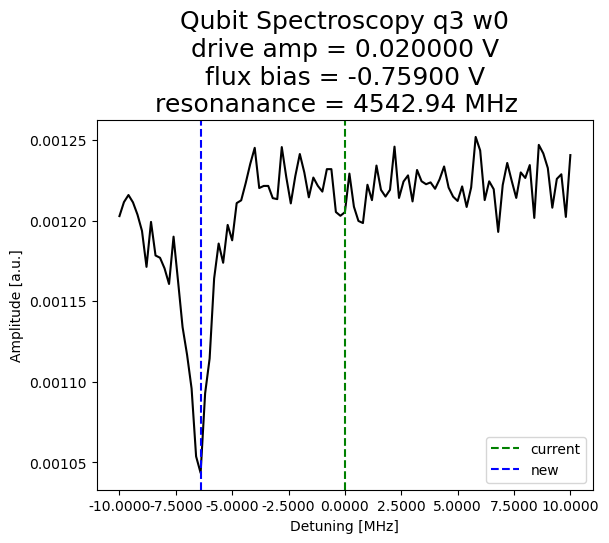 Qubit Spectroscopy q3 w0
drive amp = 0.020000 V
flux bias = -0.75900 V
resonanance = 4542.94 MHz
Amplitude [a.u.]
0.00125
0.00120
0.00115
0.00110
0.00105
current
new
-10.0000 -7.5000 -5.0000 -2.5000 0.0000 2.5000 5.0000 7.5000 10.0000
Detuning [MHz]